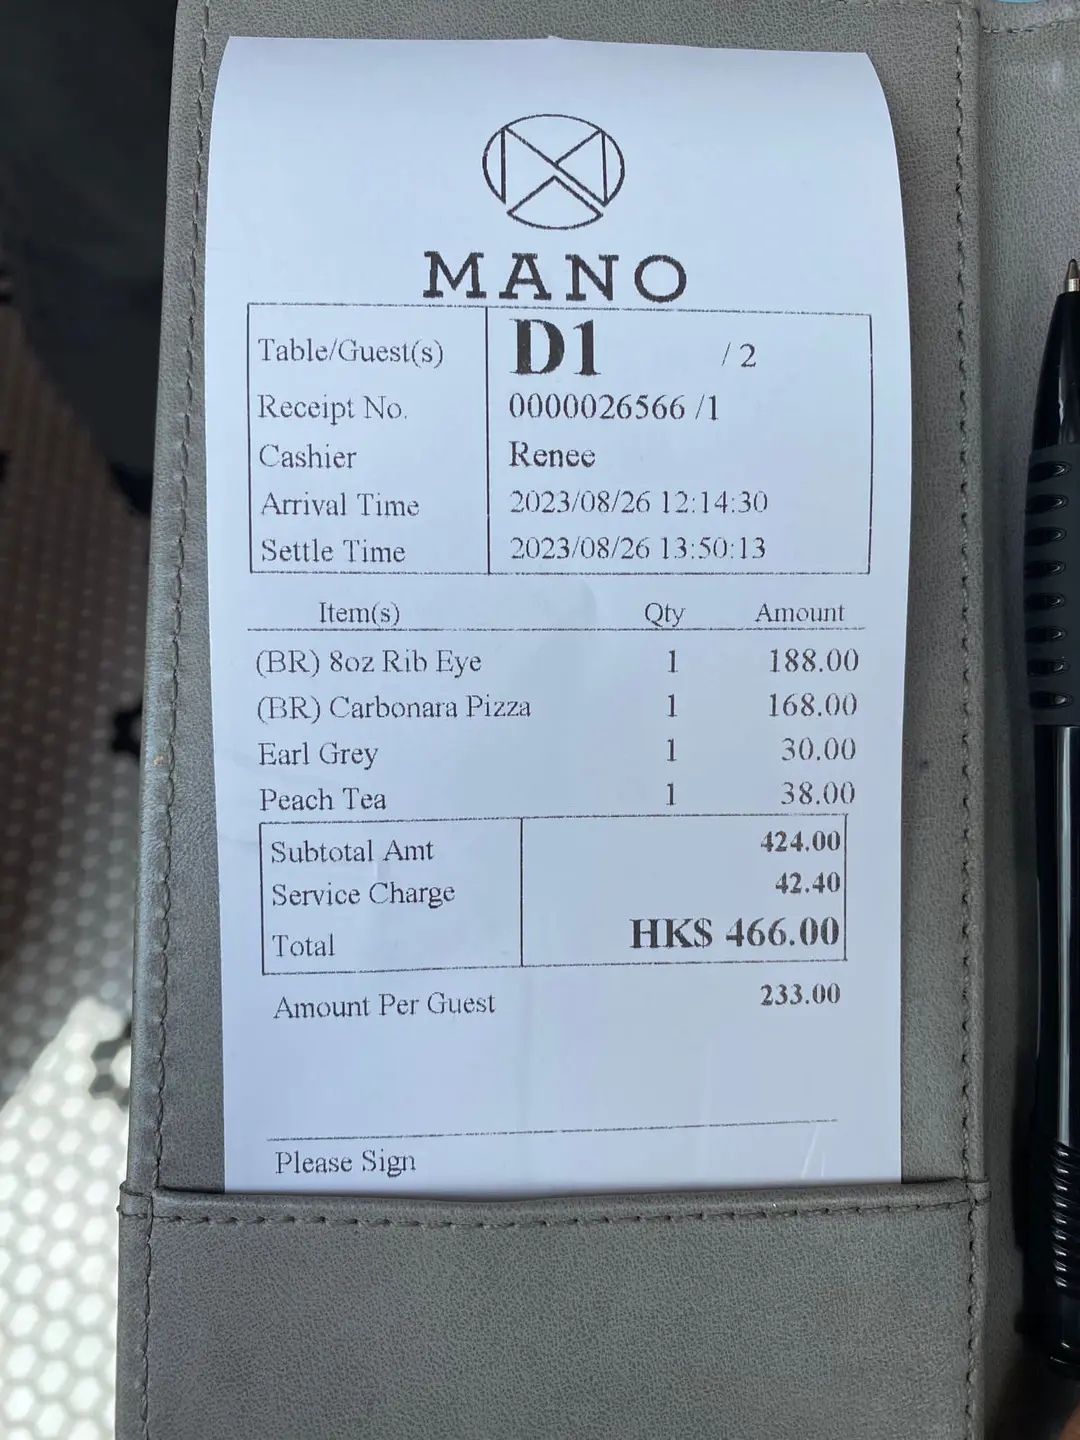 MANO
Table/Guest(s) D1 / 2
Receipt No. 0000026566 /1
Cashier Renee
Arrival Time 2023/08/26 12:14:30
Settle Time 2023/08/26 13:50:13
Item(s) Qty Amount
(BR) 8oz Rib Eye 1 188.00
(BR) Carbonara Pizza 1 168.00
Earl Grey 1 30.00
Peach Tea 1 38.00
Subtotal Amt 424.00
Service Charge 42.40
Total HK$ 466.00
Amount Per Guest 233.00
Please Sign